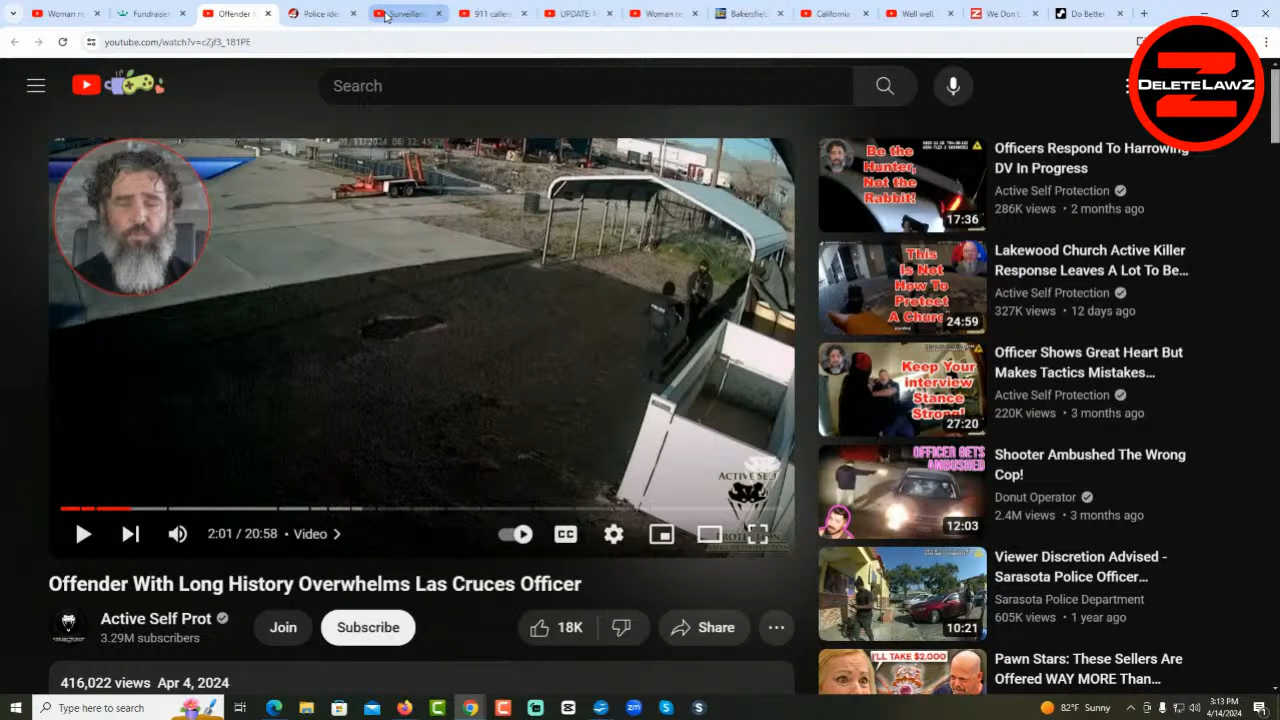 Woman r
Fundraiser
Offender
Police ide
Surveillan
911 caller
UPDATE:
Woman re
Bakersfiel
California
Well well.
We Don't
Do Better
youtube.com/watch?v=cZjf3_181PE
Search
DELETELAWZ
POLICE
ACTIVE SELF
PROTECTION
2:01 / 20:58 • Video
CC
Offender With Long History Overwhelms Las Cruces Officer
Active Self Prot
3.29M subscribers
Join
Subscribe
18K
Share
416,022 views Apr 4, 2024
Be the
Hunter,
Not the
Rabbit!
17:36
Officers Respond To Harrowing
DV In Progress
Active Self Protection
286K views • 2 months ago
This
Is Not
How To
Protect
A Church
24:59
Lakewood Church Active Killer
Response Leaves A Lot To Be...
Active Self Protection
327K views • 12 days ago
Keep Your
Interview
Stance
Strong!
27:20
Officer Shows Great Heart But
Makes Tactics Mistakes...
Active Self Protection
220K views • 3 months ago
OFFICER GETS
AMBUSHED
12:03
Shooter Ambushed The Wrong
Cop!
Donut Operator
2.4M views • 3 months ago
10:21
Viewer Discretion Advised -
Sarasota Police Officer...
Sarasota Police Department
605K views • 1 year ago
I'LL TAKE $2,000
Pawn Stars: These Sellers Are
Offered WAY MORE Than...
Type here to search
82°F Sunny
3:13 PM
4/14/2024